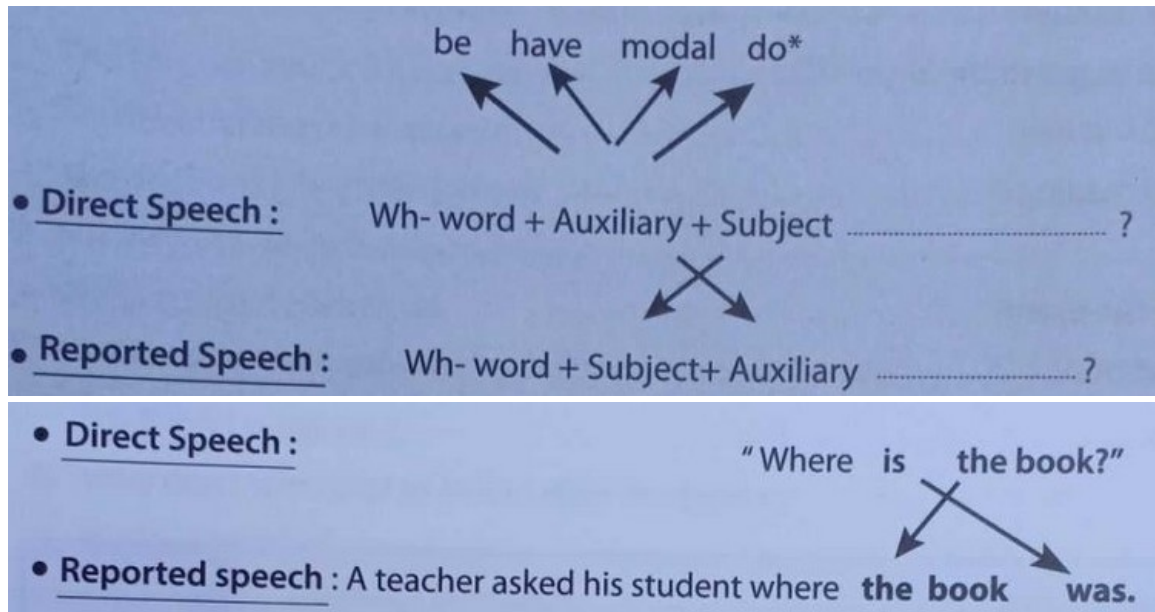 be have modal do*
• Direct Speech : Wh- word + Auxiliary + Subject ........................................ ?
• Reported Speech : Wh- word + Subject+ Auxiliary ............................. ?
• Direct Speech : "Where is the book?"
• Reported speech : A teacher asked his student where the book was.